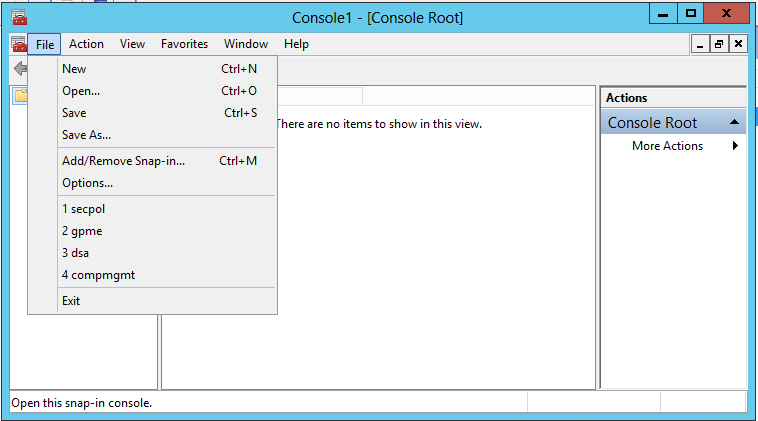 Console1 - [Console Root]
File Action View Favorites Window Help
New Ctrl+N
Open... Ctrl+O
Save Ctrl+S
Save As...
Add/Remove Snap-in... Ctrl+M
Options...
1 secpol
2 gpme
3 dsa
4 compmgmt
Exit
There are no items to show in this view.
Actions
Console Root
More Actions
Open this snap-in console.